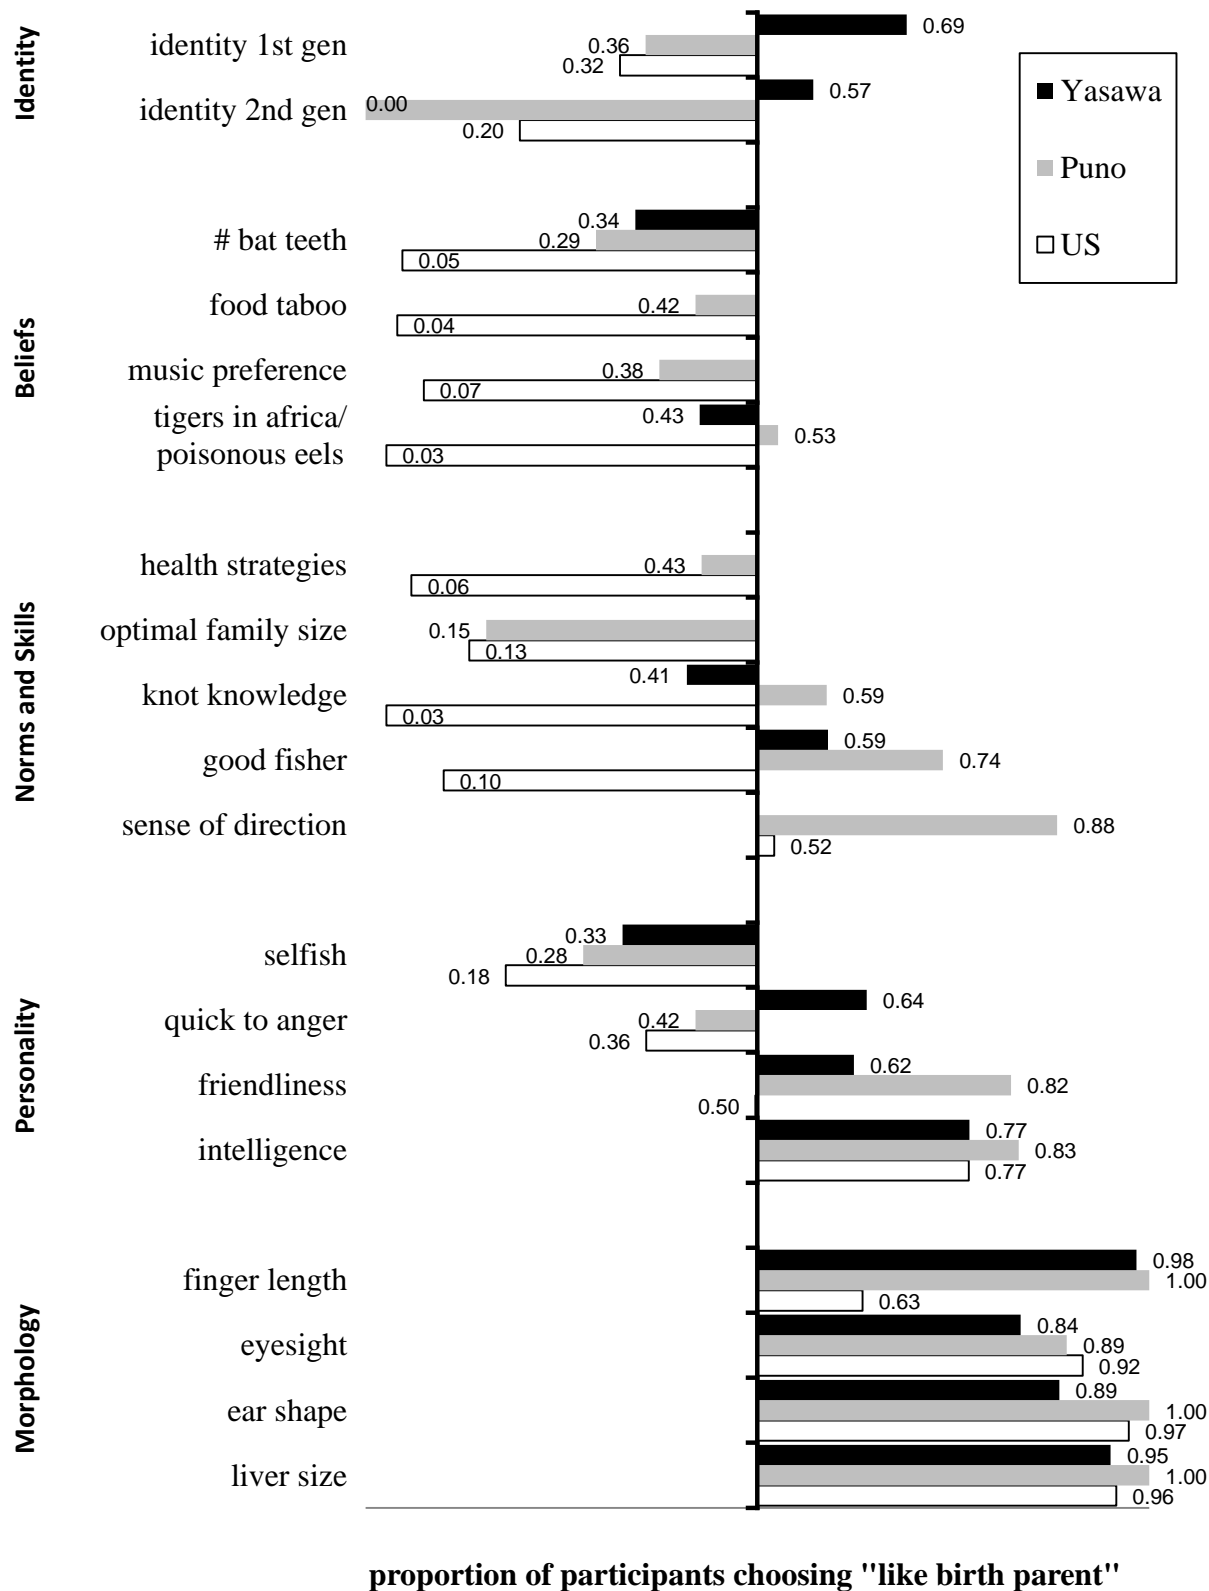 Identity
identity 1st gen
0.69
0.36
0.32
identity 2nd gen
0.57
0.00
0.20
Yasawa
Puno
US
Beliefs
# bat teeth
0.34
0.29
0.05
food taboo
0.42
0.04
music preference
0.38
0.07
tigers in africa/
poisonous eels
0.43
0.53
0.03
Norms and Skills
health strategies
0.43
0.06
optimal family size
0.15
0.13
knot knowledge
0.41
0.59
0.03
good fisher
0.59
0.74
0.10
sense of direction
0.88
0.52
Personality
selfish
0.33
0.28
0.18
quick to anger
0.64
0.42
0.36
friendliness
0.62
0.82
0.50
intelligence
0.77
0.83
0.77
Morphology
finger length
0.98
1.00
0.63
eyesight
0.84
0.89
0.92
ear shape
0.89
1.00
0.97
liver size
0.95
1.00
0.96
proportion of participants choosing "like birth parent"